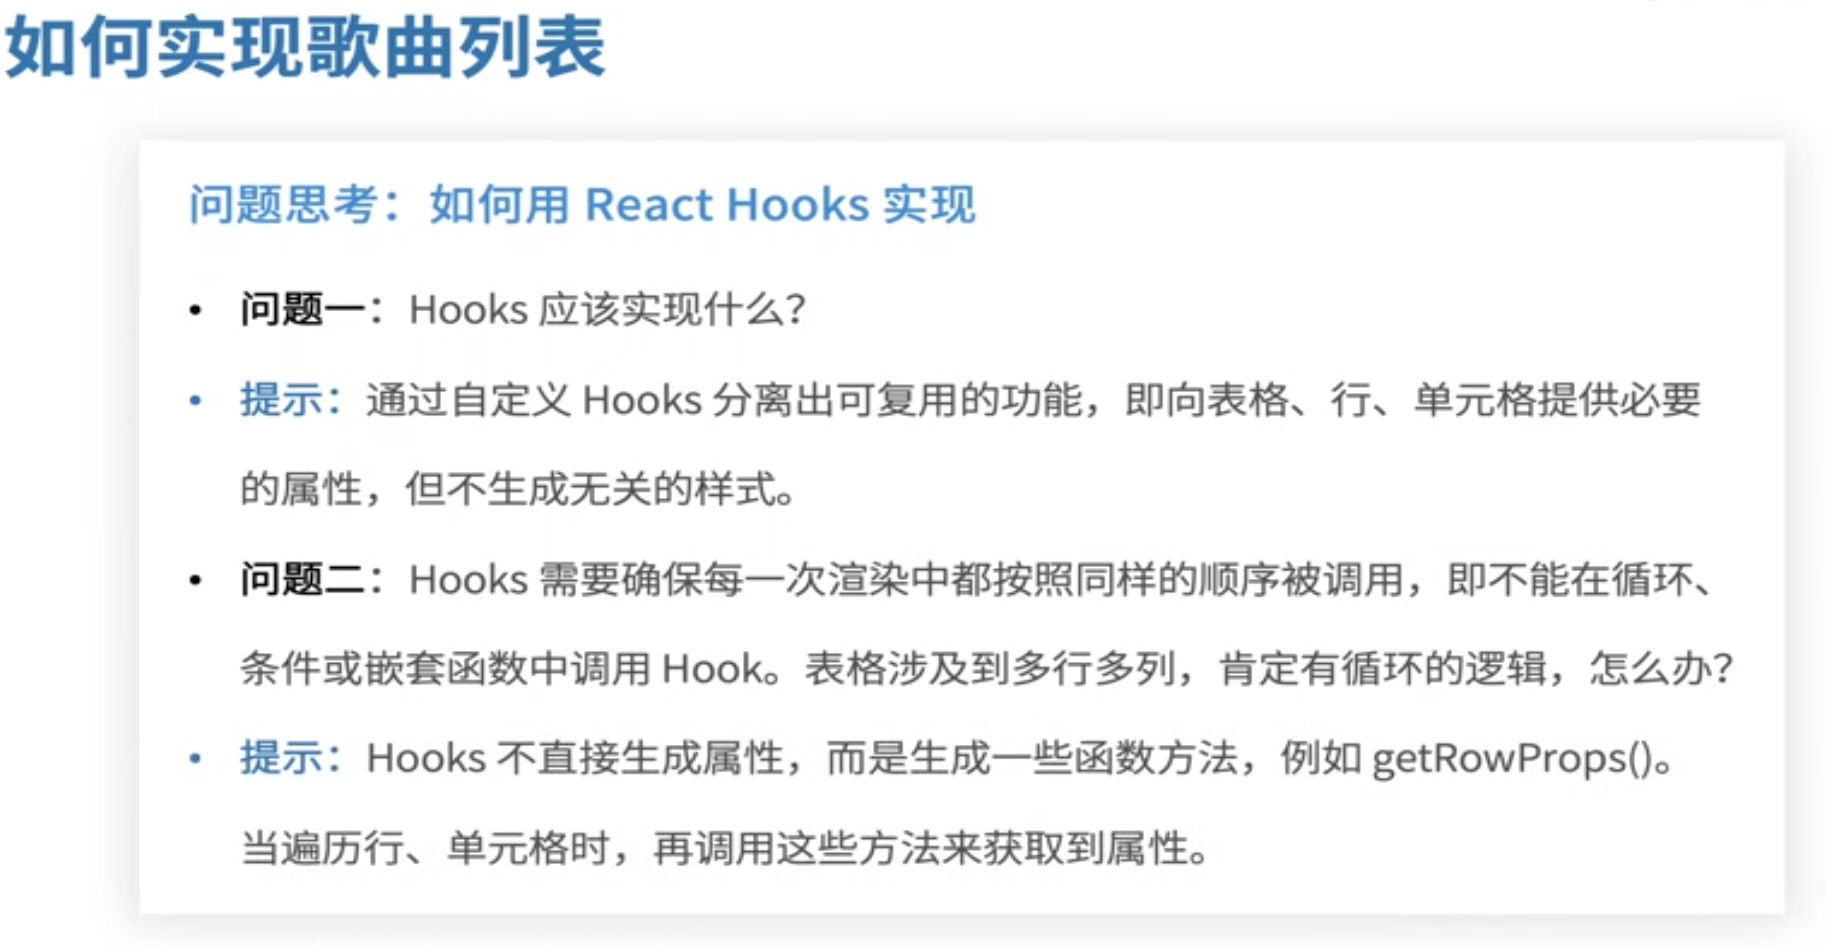 如何实现歌曲列表
问题思考：如何用 React Hooks 实现
• 问题一：Hooks 应该实现什么？
• 提示：通过自定义 Hooks 分离出可复用的功能，即向表格、行、单元格提供必要
的属性，但不生成无关的样式。
• 问题二：Hooks 需要确保每一次渲染中都按照同样的顺序被调用，即不能在循环、
条件或嵌套函数中调用 Hook。表格涉及到多行多列，肯定有循环的逻辑，怎么办？
• 提示：Hooks 不直接生成属性，而是生成一些函数方法，例如 getRowProps()。
当遍历行、单元格时，再调用这些方法来获取到属性。